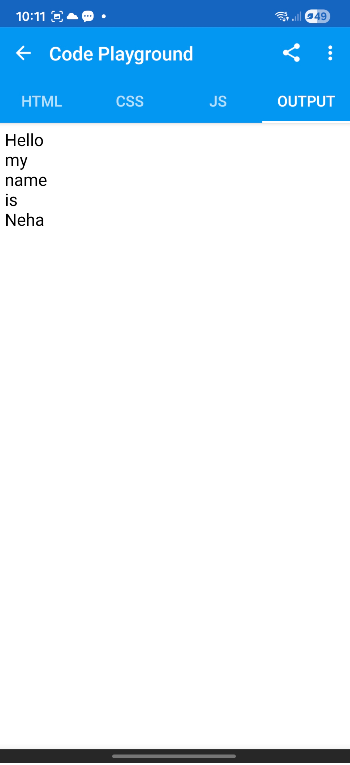 10:11
49
Code Playground
HTML CSS JS OUTPUT
Hello
my
name
is
Neha